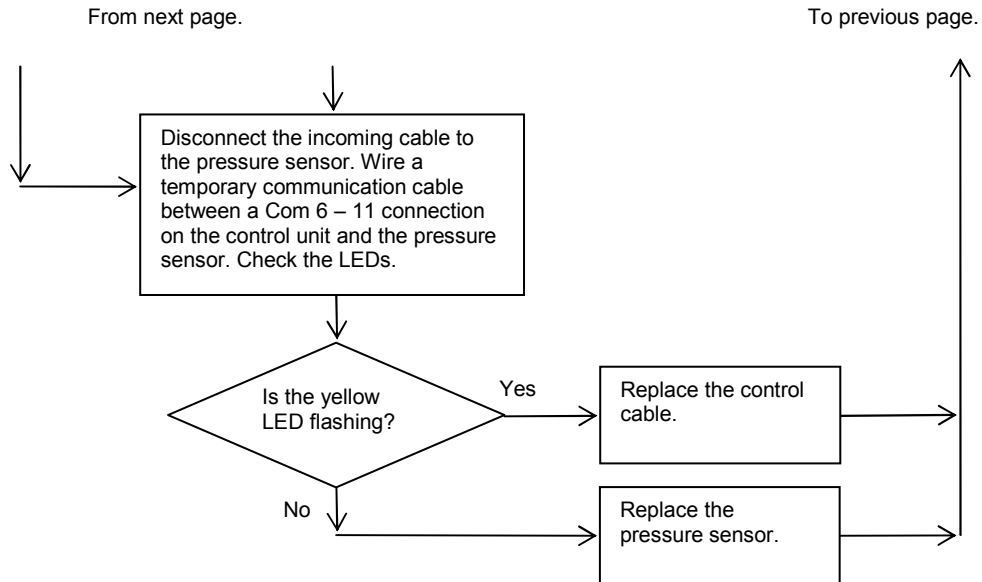 From next page.
To previous page.
Disconnect the incoming cable to
the pressure sensor. Wire a
temporary communication cable
between a Com 6 – 11 connection
on the control unit and the pressure
sensor. Check the LEDs.
Is the yellow
LED flashing?
Yes
Replace the control
cable.
No
Replace the
pressure sensor.